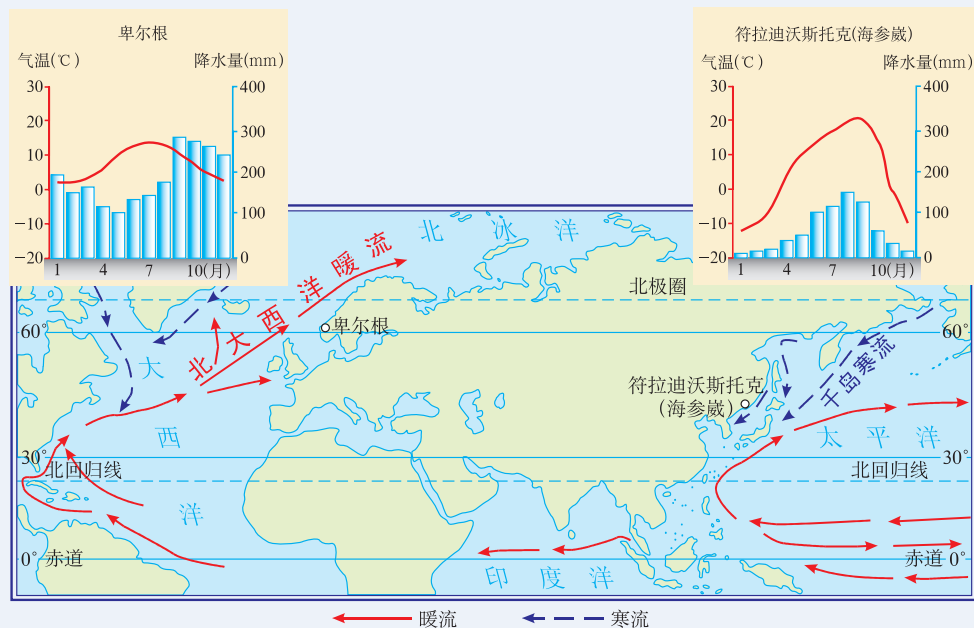 卑尔根
气温(℃)
降水量(mm)
30
20
10
0
−10
−20
400
300
200
100
0
1
4
7
10(月)
符拉迪沃斯托克(海参崴)
气温(℃)
降水量(mm)
30
20
10
0
−10
−20
400
300
200
100
0
1
4
7
10(月)
北冰洋
北大西洋暖流
北极圈
60°
60°
卑尔根
大西洋
符拉迪沃斯托克
(海参崴)
千岛寒流
太平洋
30°
30°
北回归线
北回归线
0°
赤道
赤道
0°
印度洋
暖流
寒流